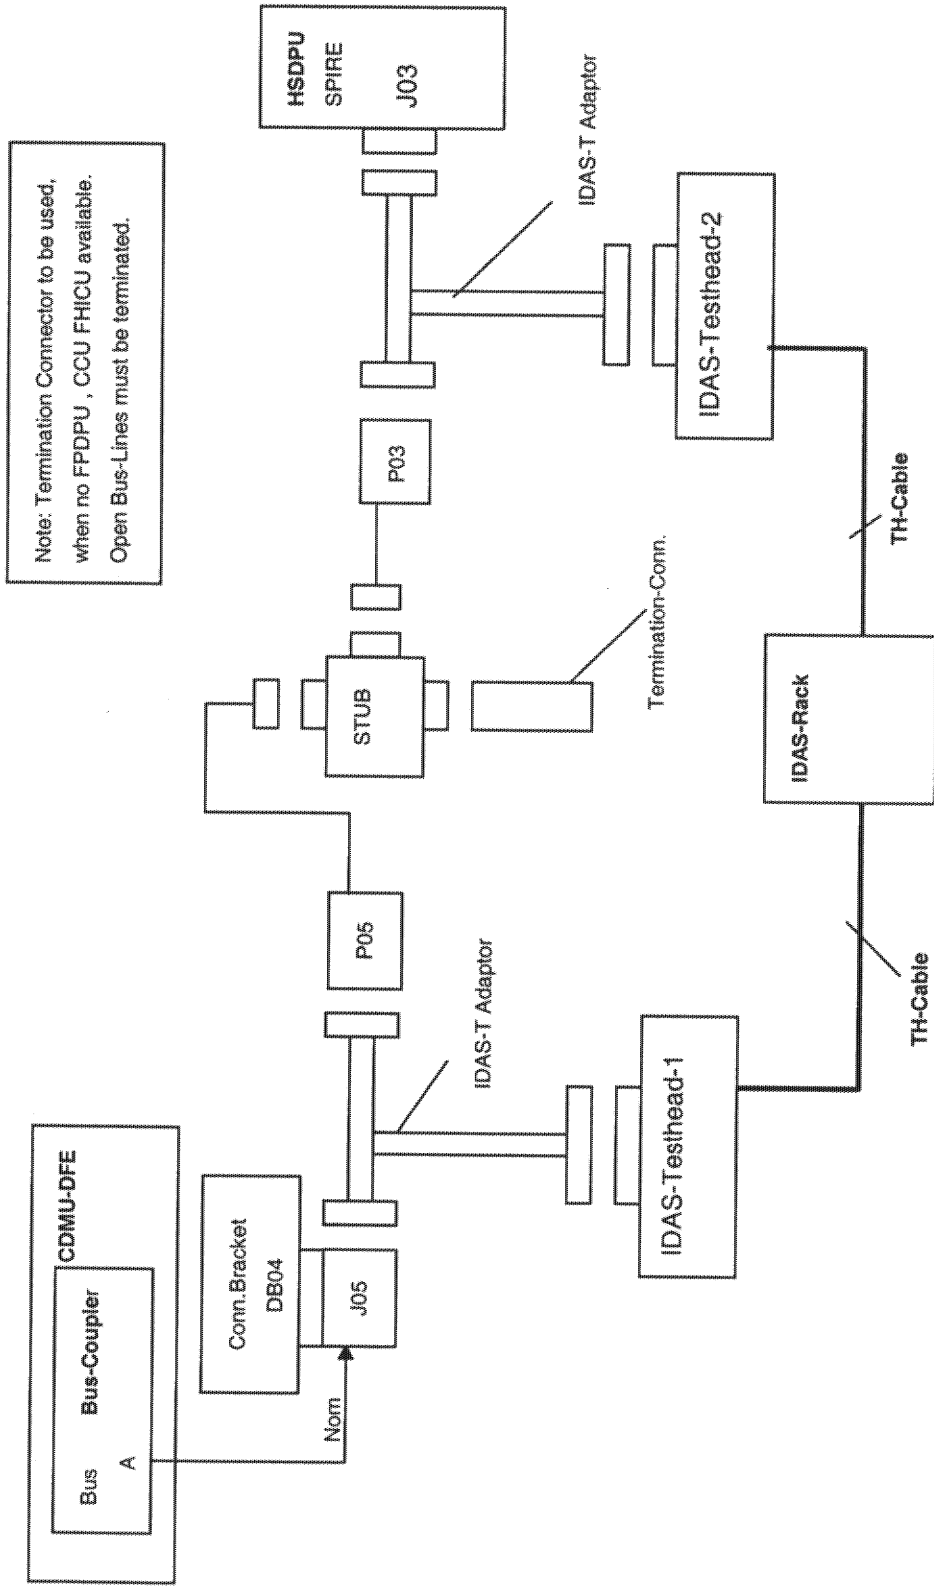 Note: Termination Connector to be used,
when no FPDPU , CCU FHICU available.
Open Bus-Lines must be terminated.
CDMU-DFE
Bus-Coupler
Bus
A
Nom
Conn.Bracket
DB04
J05
IDAS-T Adaptor
P05
STUB
Termination-Conn.
P03
IDAS-T Adaptor
HSDPU
SPIRE
J03
IDAS-Testhead-1
TH-Cable
IDAS-Rack
TH-Cable
IDAS-Testhead-2